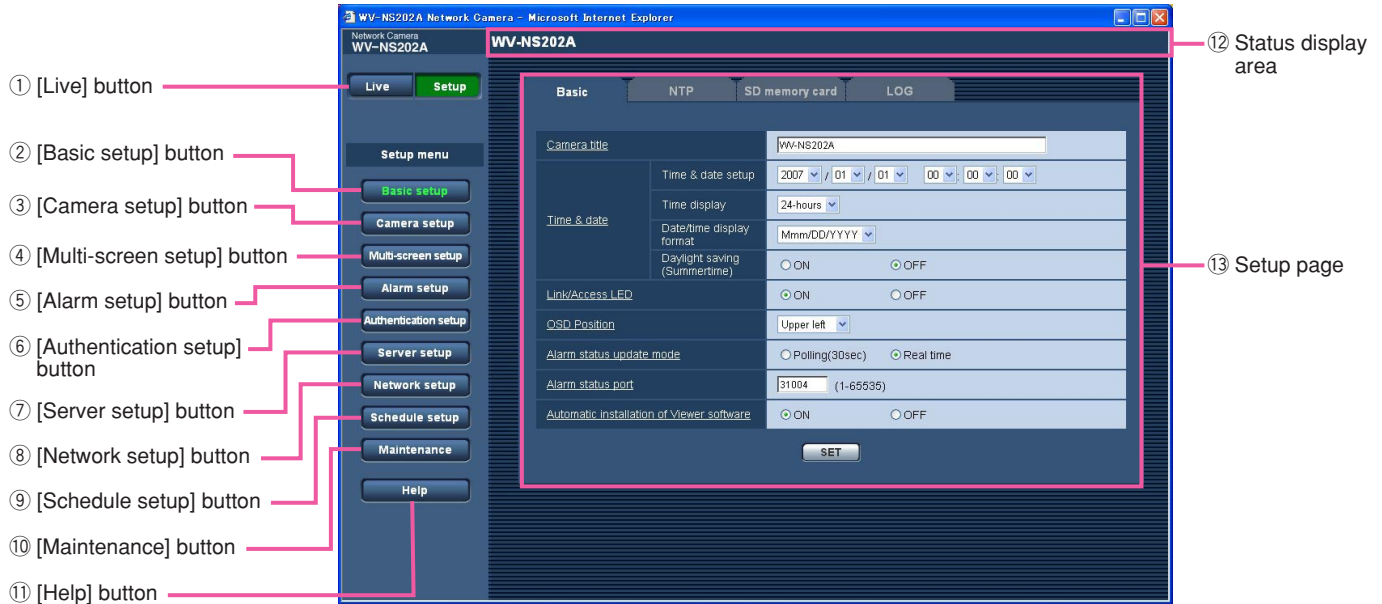 WV-NS202A Network Camera - Microsoft Internet Explorer
Network Camera
WV-NS202A
WV-NS202A
⑫ Status display
area
① [Live] button
Live
Setup
Basic
NTP
SD memory card
LOG
② [Basic setup] button
③ [Camera setup] button
④ [Multi-screen setup] button
⑤ [Alarm setup] button
⑥ [Authentication setup]
button
⑦ [Server setup] button
⑧ [Network setup] button
⑨ [Schedule setup] button
⑩ [Maintenance] button
⑪ [Help] button
Setup menu
Basic setup
Camera setup
Multi-screen setup
Alarm setup
Authentication setup
Server setup
Network setup
Schedule setup
Maintenance
Help
Camera title
WV-NS202A
Time & date
Time & date setup
2007 / 01 / 01 00 : 00 : 00
Time display
24-hours
Date/time display
format
Mmm/DD/YYYY
Daylight saving
(Summertime)
ON OFF
Link/Access LED
ON OFF
OSD Position
Upper left
Alarm status update mode
Polling(30sec) Real time
Alarm status port
31004 (1-65535)
Automatic installation of Viewer software
ON OFF
SET
⑬ Setup page